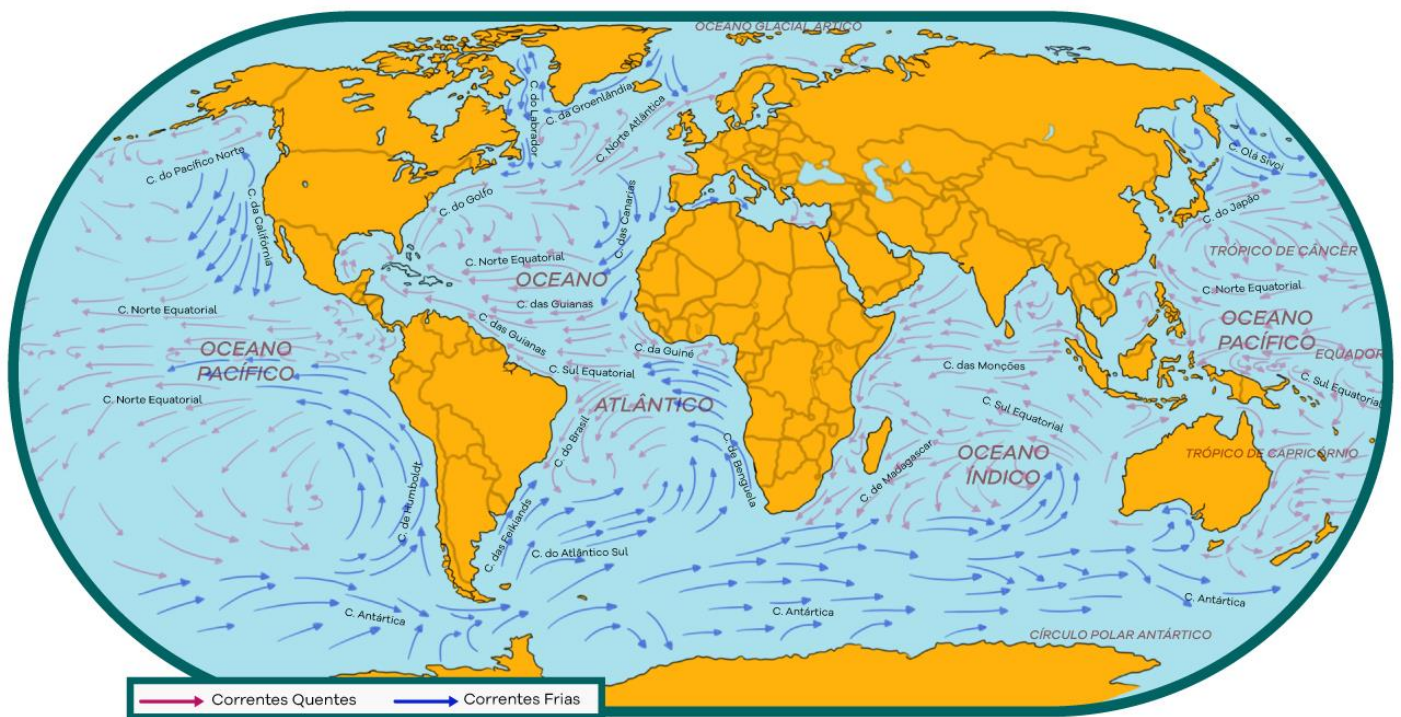 OCEANO GLACIAL ÁRTICO
C. do Labrador
C. da Groenlândia
C. Norte Atlântica
C. do Pacífico Norte
C. da Califórnia
C. do Golfo
C. das Canarias
C. Olá Sivoi
C. do Japão
TRÓPICO DE CÂNCER
C. Norte Equatorial
OCEANO
C. das Guianas
C. Norte Equatorial
C. Norte Equatorial
OCEANO
PACÍFICO
C. das Guianas
C. da Guiné
C. Sul Equatorial
ATLÂNTICO
C. das Monções
OCEANO
PACÍFICO
EQUADOR
C. Sul Equatorial
C. Norte Equatorial
C. do Brasil
C. de Benguela
C. Sul Equatorial
C. de Madagascar
OCEANO
ÍNDICO
TRÓPICO DE CAPRICÓRNIO
C. de Humboldt
C. das Felklands
C. do Atlântico Sul
C. Antártica
C. Antártica
C. Antártica
CÍRCULO POLAR ANTÁRTICO
Correntes Quentes
Correntes Frias